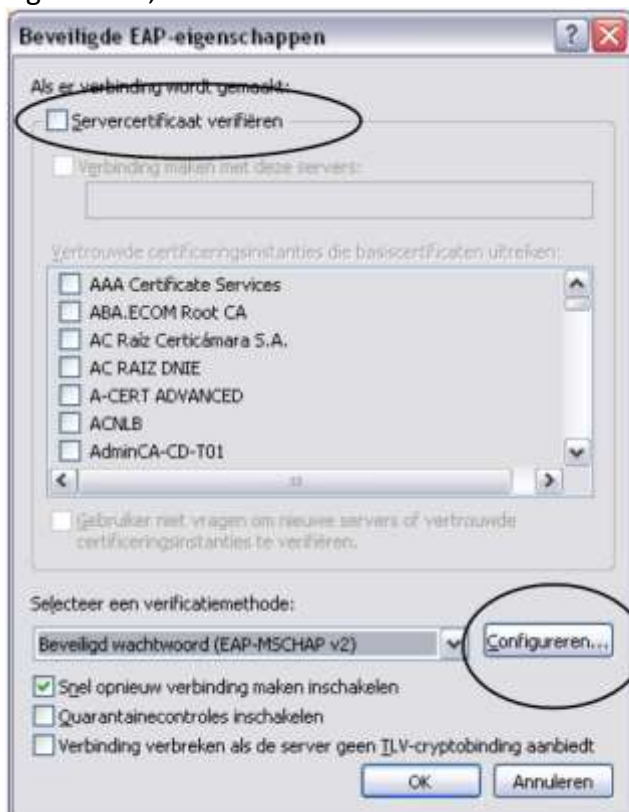 Beveiligde EAP-eigenschappen
Als er verbinding wordt gemaakt:
Servercertificaat verifiëren
Verbinding maken met deze servers:
Vertrouwde certificeringsinstanties die basiscertificaten uitreiken:
AAA Certificate Services
ABA.ECOM Root CA
AC Raíz Certicámara S.A.
AC RAIZ DNIE
A-CERT ADVANCED
ACNLB
AdminCA-CD-T01
Gebruiker niet vragen om nieuwe servers of vertrouwde
certificeringsinstanties te verifiëren.
Selecteer een verificatiemethode:
Beveiligd wachtwoord (EAP-MSCHAP v2)
Configureren...
Snel opnieuw verbinding maken inschakelen
Quarantainecontroles inschakelen
Verbinding verbreken als de server geen TLV-cryptobinding aanbiedt
OK
Annuleren